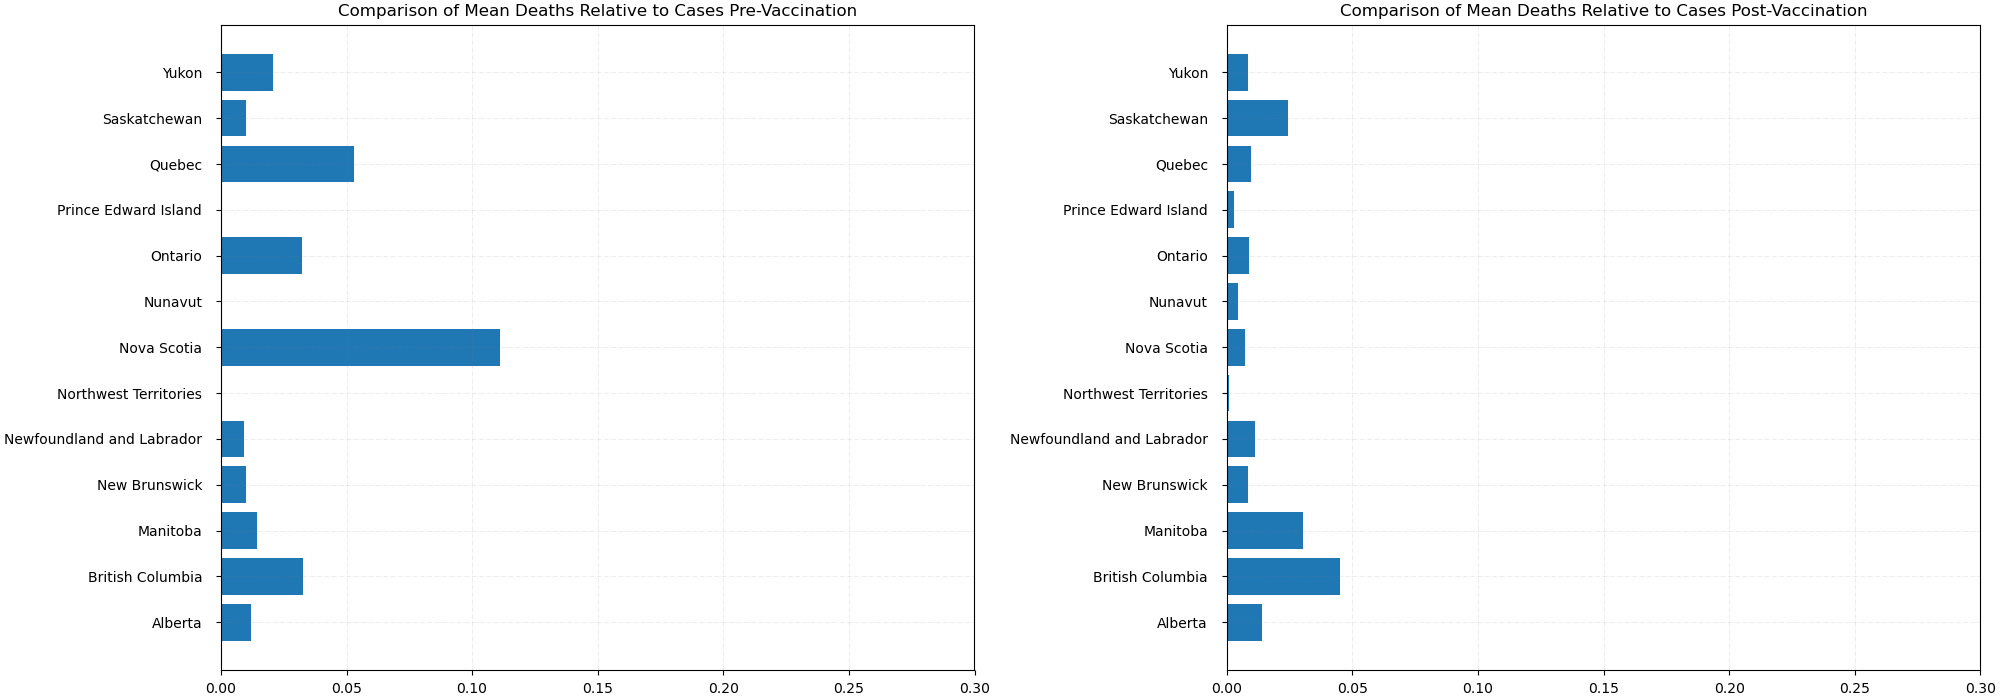 Comparison of Mean Deaths Relative to Cases Pre-Vaccination
Yukon
Saskatchewan
Quebec
Prince Edward Island
Ontario
Nunavut
Nova Scotia
Northwest Territories
Newfoundland and Labrador
New Brunswick
Manitoba
British Columbia
Alberta
0.00 0.05 0.10 0.15 0.20 0.25 0.30
Comparison of Mean Deaths Relative to Cases Post-Vaccination
Yukon
Saskatchewan
Quebec
Prince Edward Island
Ontario
Nunavut
Nova Scotia
Northwest Territories
Newfoundland and Labrador
New Brunswick
Manitoba
British Columbia
Alberta
0.00 0.05 0.10 0.15 0.20 0.25 0.30